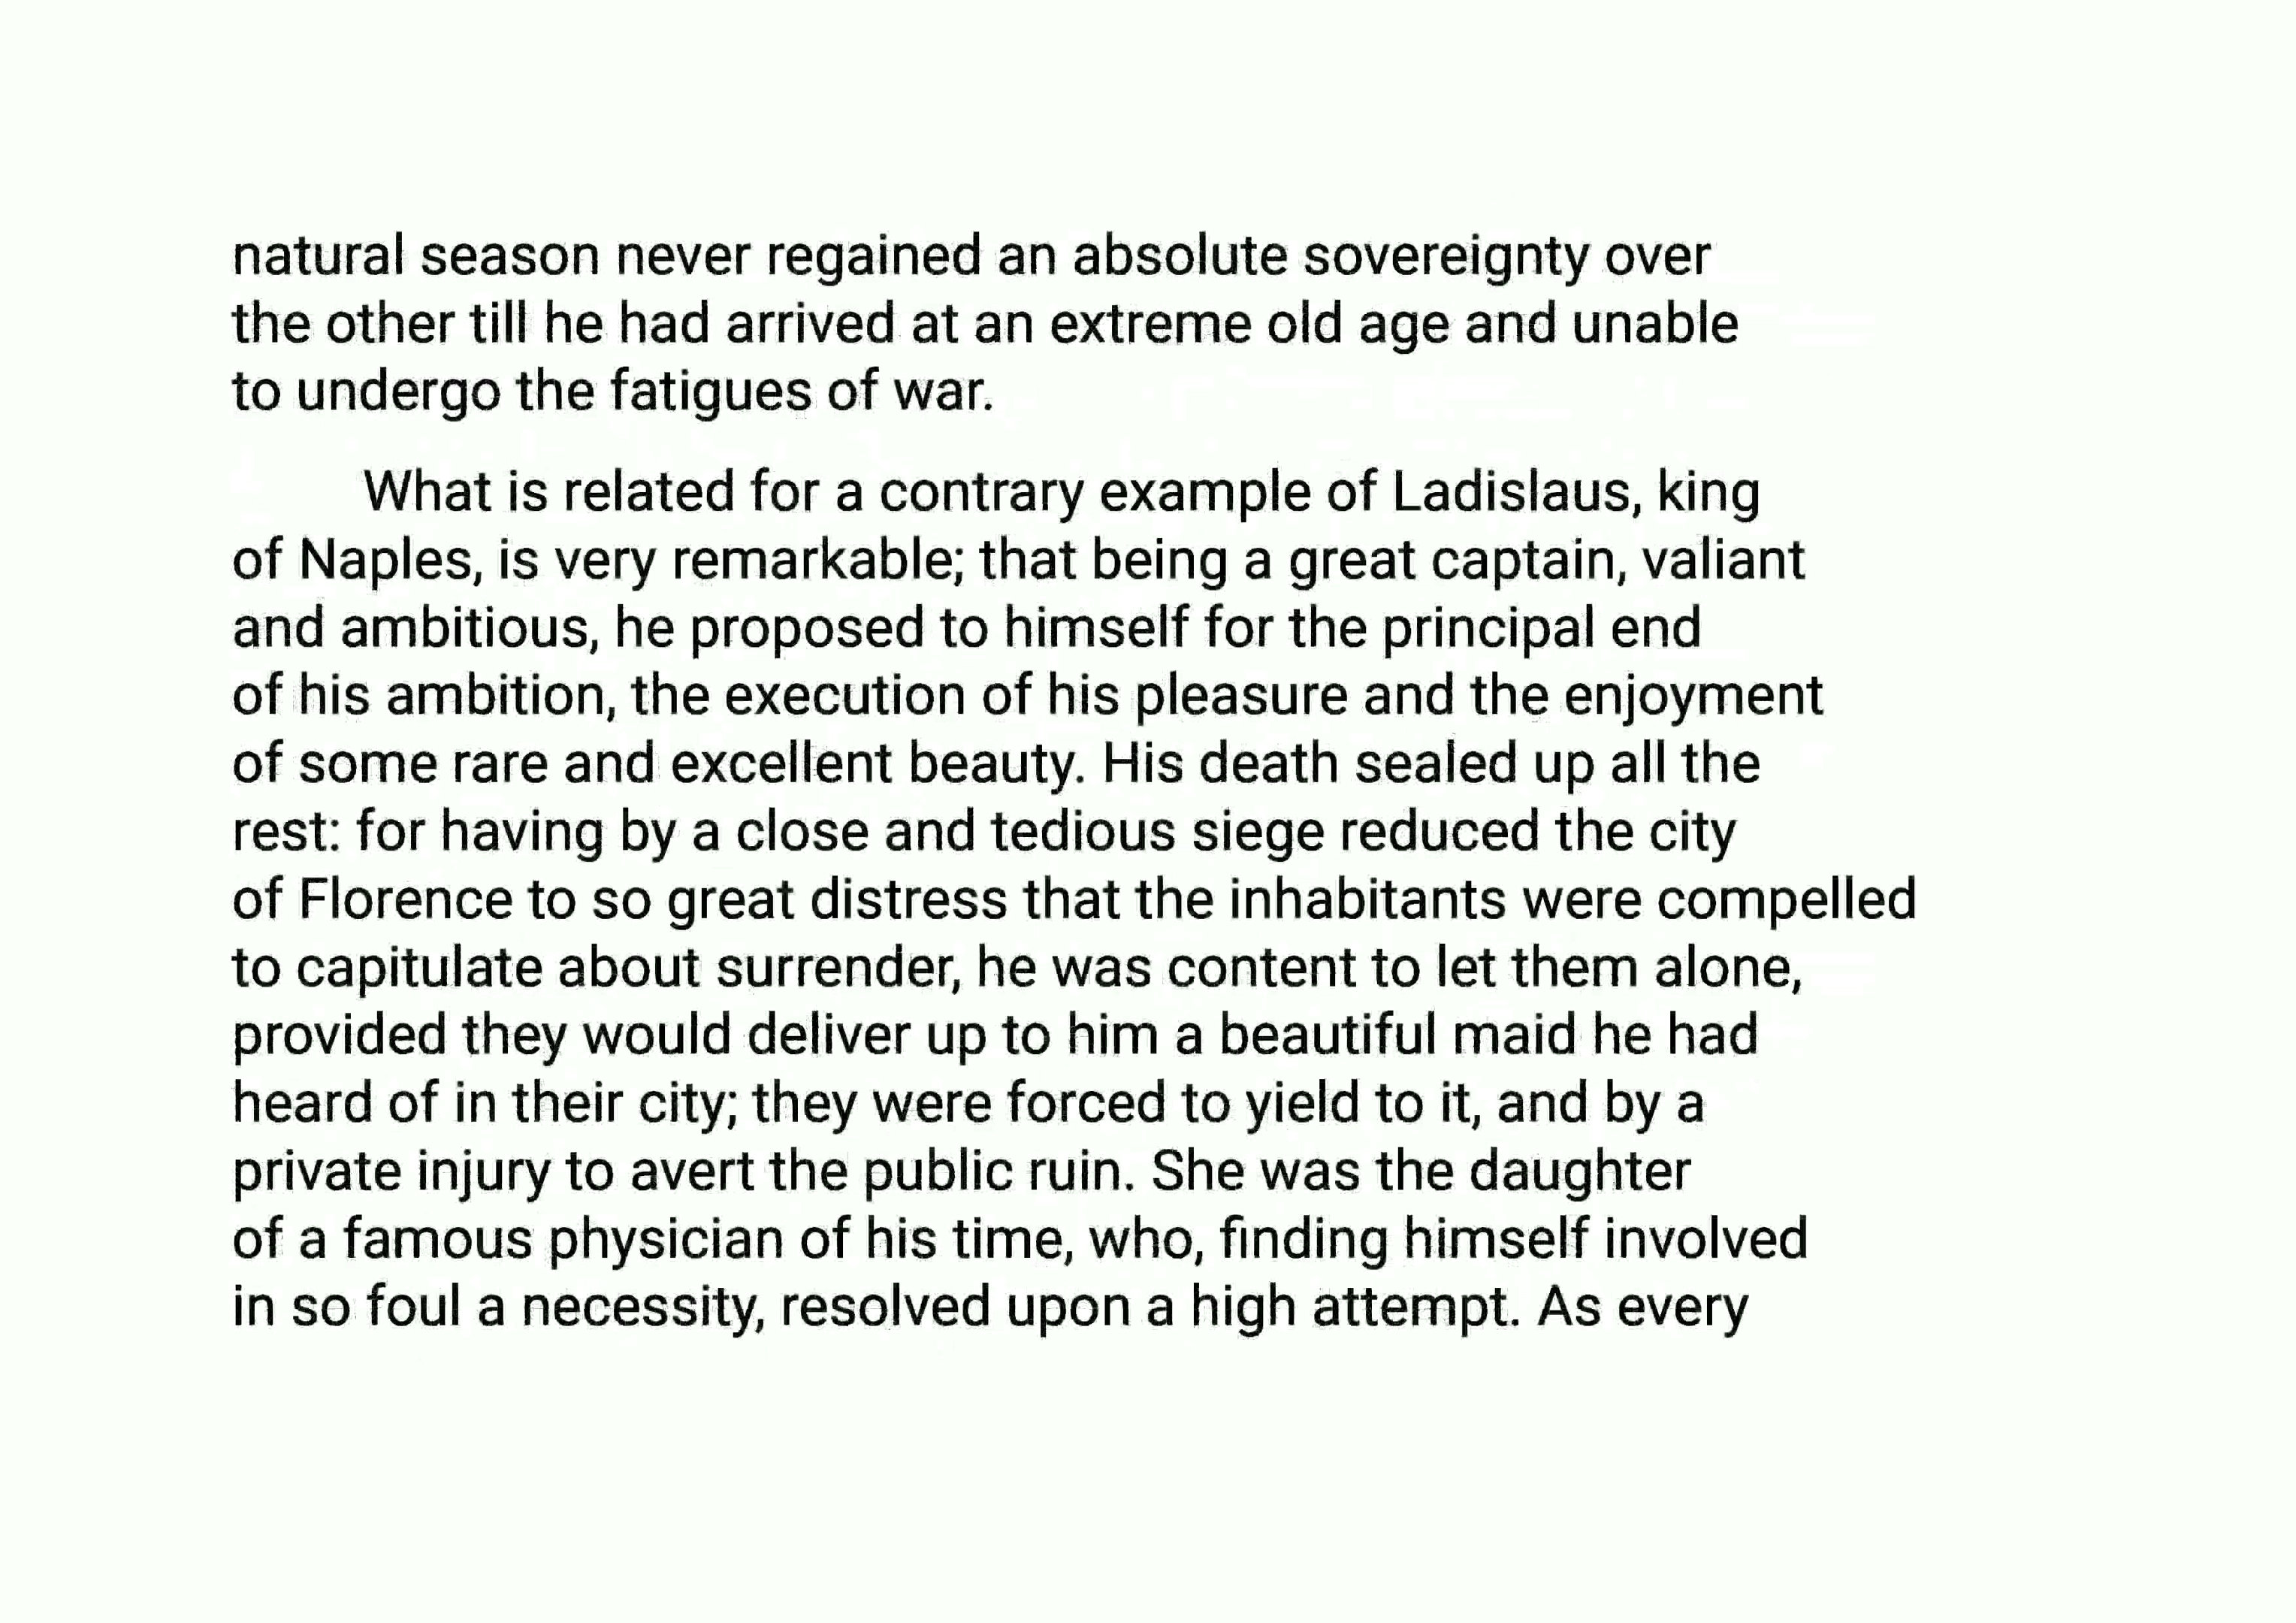 natural season never regained an absolute sovereignty over
the other till he had arrived at an extreme old age and unable
to undergo the fatigues of war.
What is related for a contrary example of Ladislaus, king
of Naples, is very remarkable; that being a great captain, valiant
and ambitious, he proposed to himself for the principal end
of his ambition, the execution of his pleasure and the enjoyment
of some rare and excellent beauty. His death sealed up all the
rest: for having by a close and tedious siege reduced the city
of Florence to so great distress that the inhabitants were compelled
to capitulate about surrender, he was content to let them alone,
provided they would deliver up to him a beautiful maid he had
heard of in their city; they were forced to yield to it, and by a
private injury to avert the public ruin. She was the daughter
of a famous physician of his time, who, finding himself involved
in so foul a necessity, resolved upon a high attempt. As every